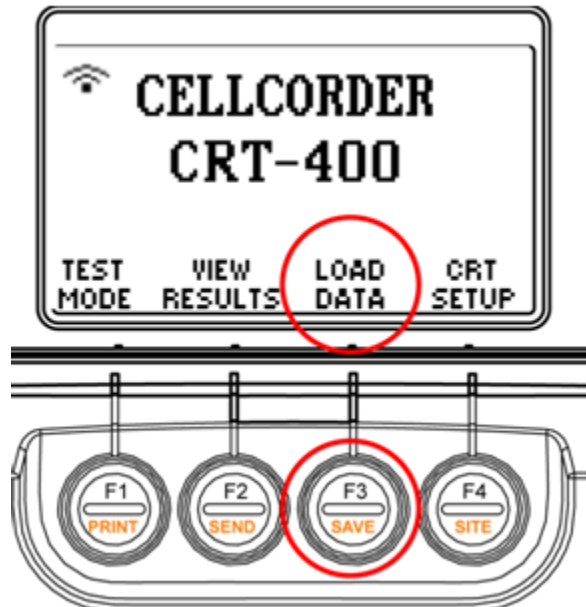 CELLCORDER
CRT-400
TEST VIEW LOAD CRT
MODE RESULTS DATA SETUP
F1 F2 F3 F4
PRINT SEND SAVE SITE